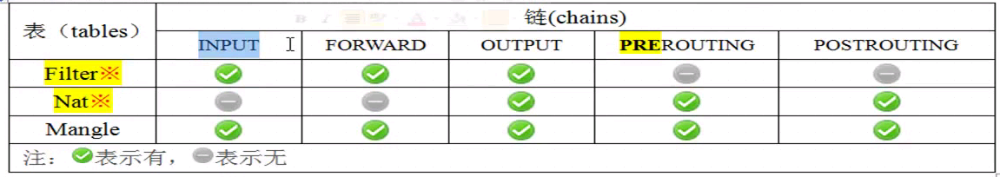 表（tables） 链(chains)
INPUT FORWARD OUTPUT PREROUTING POSTROUTING
Filter※
Nat※
Mangle
注： 表示有， 表示无